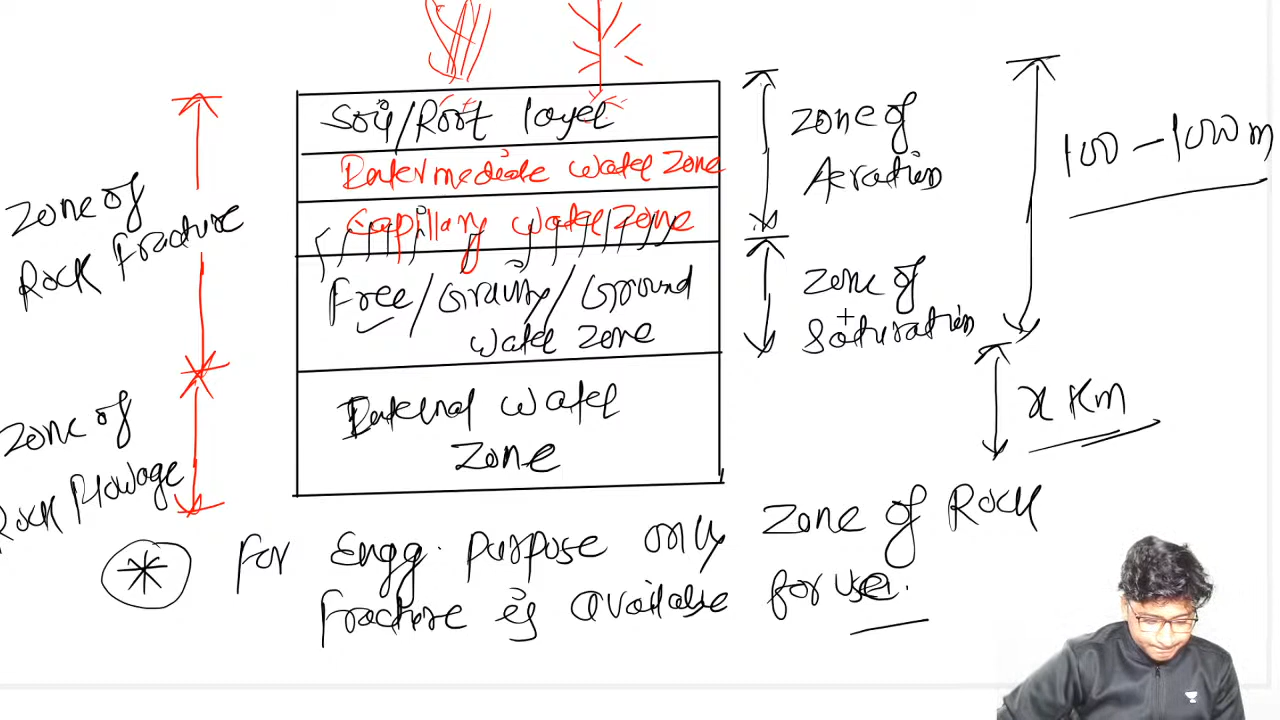 Soil/Root layer
Intermediate water zone
Capillary water zone
Free/Gravity/Ground
water zone
Internal water
zone
Zone of
Rock Fracture
Zone of
Rock Flowage
Zone of
Aeration
Zone of
Saturation
100-1000m
x Km
* For Engg. purpose only zone of Rock
fracture is available for use.